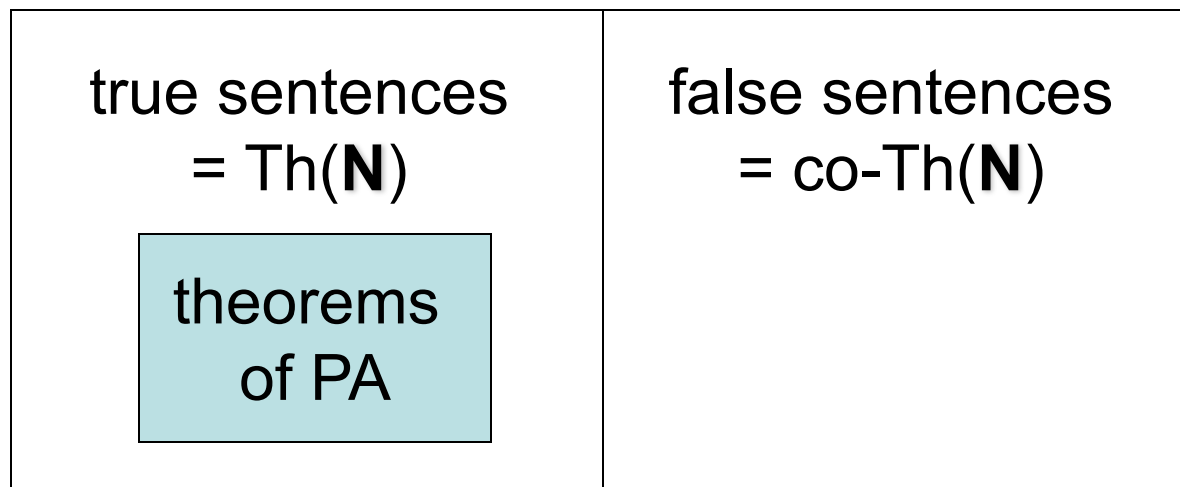 true sentences
= Th(N)
theorems
of PA
false sentences
= co-Th(N)